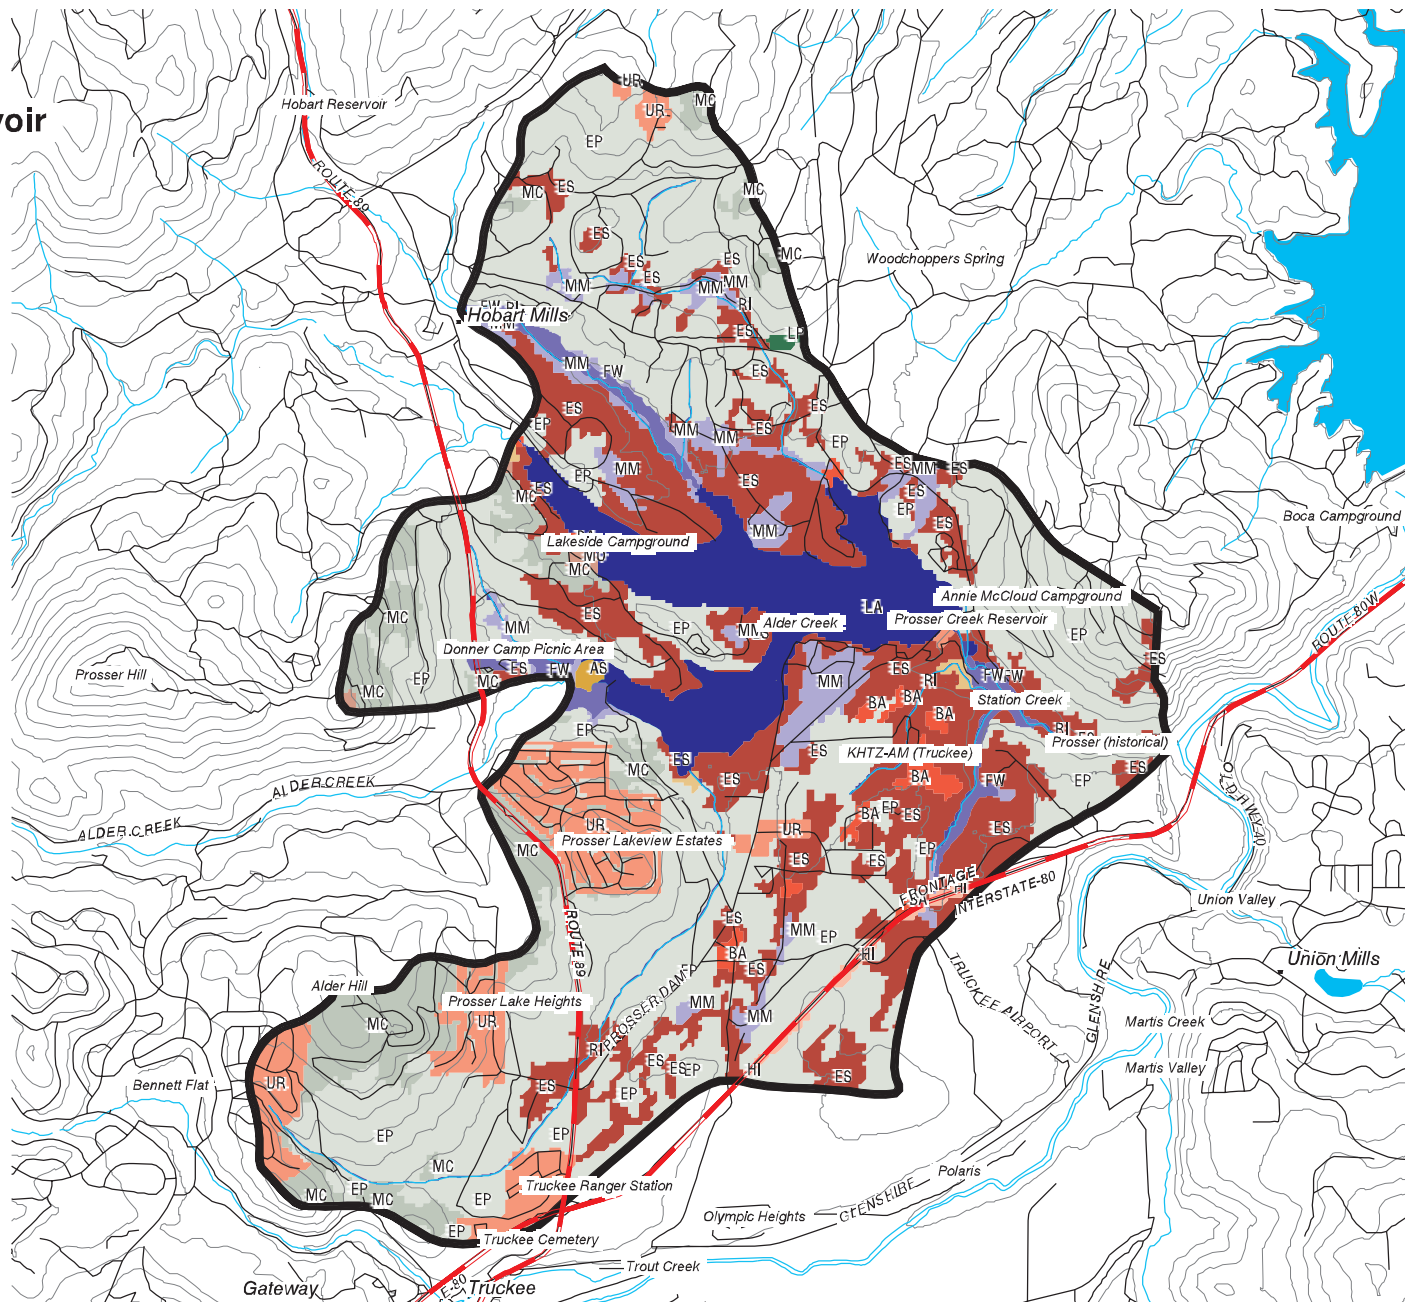 UR
Hobart Reservoir
MC
UR
voir
EP
ROUTE 89
MC
ES
MC
ES
MC
Woodchoppers Spring
ES
ES
ES
MM
MM
MM
RI
Hobart Mills
ES
LP
MM
FW
ES
ES
ES
EP
MM
MM
ES
EP
ES
MM
ES
EP
MM
ES
ES
MC
ES
EP
ES
Boca Campground
MM
Lakeside Campground
MC
Annie McCloud Campground
ROUTE 80W
LA
MC
ES
MM
EP
Alder Creek
Prosser Creek Reservoir
EP
Donner Camp Picnic Area
ES
Prosser Hill
EP
MC
ES
FW
AS
MM
ES
RI
FW
MC
BA
BA
BA
Station Creek
EP
RI
Prosser (historical)
KHTZ-AM (Truckee)
ES
ES
MC
ES
BA
FW
EP
ES
ALDER CREEK
OLD HWY 40
ALDER CREEK
UR
UR
BA
EP
ES
ES
Prosser Lakeview Estates
MC
ES
ES
EP
FRONTAGE
HI
INTERSTATE-80
Union Valley
ROUTE 89
ES
MM
EP
BA
HI
ES
Union Mills
TRUCKEE AIRPORT
GLENSHIRE
Alder Hill
Prosser Lake Heights
PROSSER DAM
MM
MM
MC
UR
Martis Creek
RI
ES
ES
EP
HI
ES
Martis Valley
Bennett Flat
UR
ES
EP
EP
EP
MC
Polaris
Truckee Ranger Station
MC
EP
MC
EP
GLENSHIRE
Olympic Heights
EP
Truckee Cemetery
Trout Creek
Gateway
E-80
Truckee